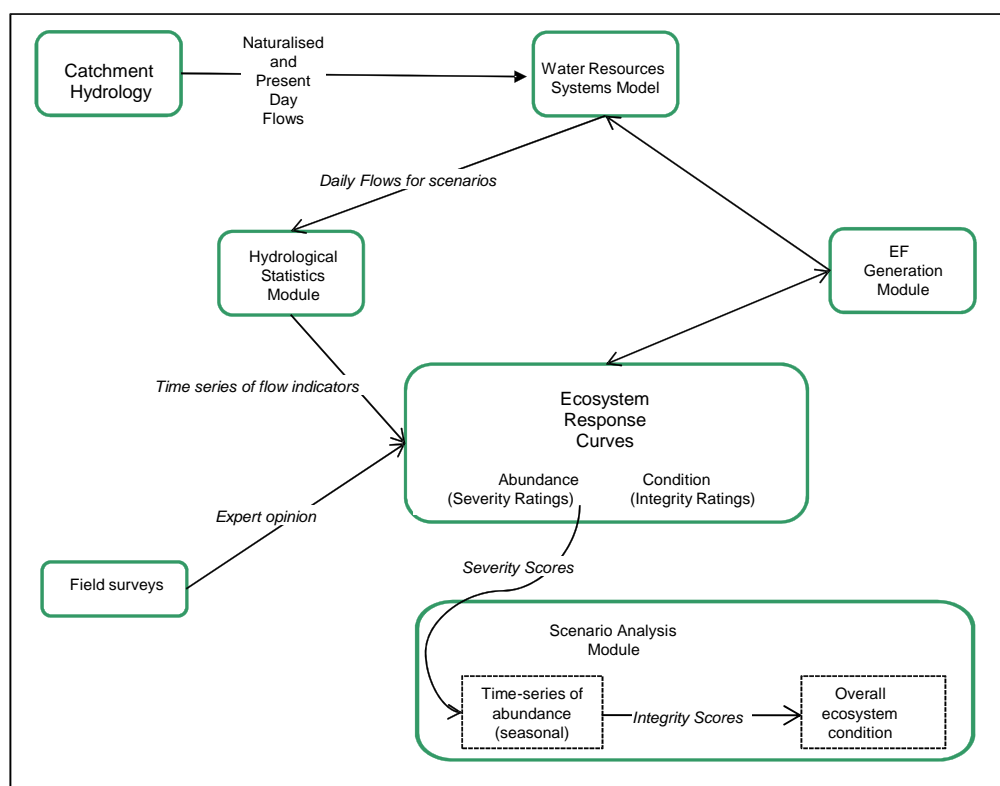 Catchment
Hydrology
Naturalised
and
Present
Day
Flows
Water Resources
Systems Model
Daily Flows for scenarios
Hydrological
Statistics
Module
EF
Generation
Module
Time series of flow indicators
Ecosystem
Response
Curves
Abundance
(Severity Ratings)
Condition
(Integrity Ratings)
Expert opinion
Field surveys
Severity Scores
Scenario Analysis
Module
Time-series of
abundance
(seasonal)
Integrity Scores
Overall
ecosystem
condition